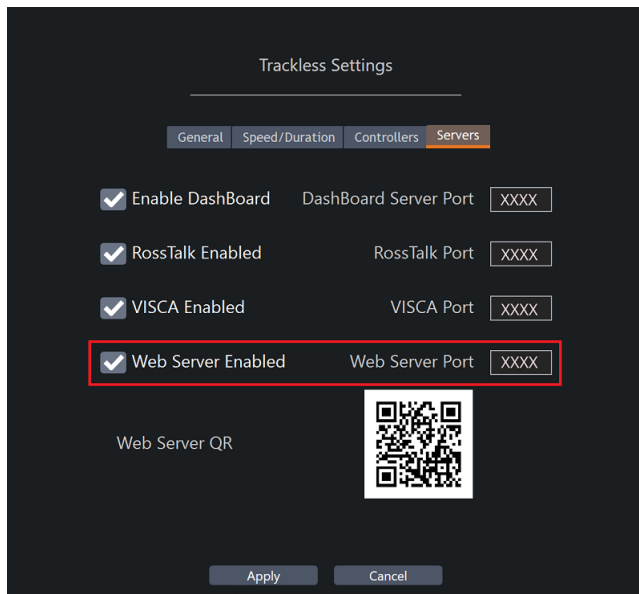 Trackless Settings
General Speed/Duration Controllers Servers
Enable DashBoard DashBoard Server Port XXXX
RossTalk Enabled RossTalk Port XXXX
VISCA Enabled VISCA Port XXXX
Web Server Enabled Web Server Port XXXX
Web Server QR
Apply Cancel